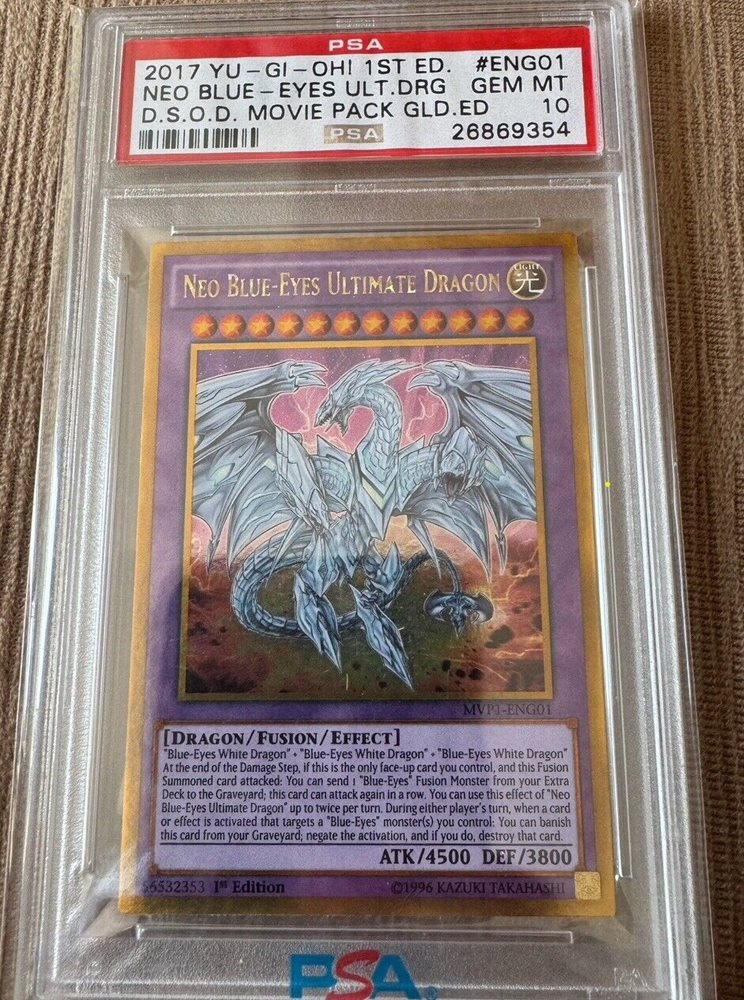 PSA
2017 YU-GI-OH! 1ST ED. #ENG01
NEO BLUE-EYES ULT.DRG GEM MT
D.S.O.D. MOVIE PACK GLD.ED 10
PSA 26869354
NEO BLUE-EYES ULTIMATE DRAGON
LIGHT
光
MVP1-ENG01
[DRAGON/FUSION/EFFECT]
"Blue-Eyes White Dragon" + "Blue-Eyes White Dragon" + "Blue-Eyes White Dragon"
At the end of the Damage Step, if this is the only face-up card you control, and this Fusion
Summoned card attacked: You can send 1 "Blue-Eyes" Fusion Monster from your Extra
Deck to the Graveyard; this card can attack again in a row. You can use this effect of "Neo
Blue-Eyes Ultimate Dragon" up to twice per turn. During either player's turn, when a card
or effect is activated that targets a "Blue-Eyes" monster(s) you control: You can banish
this card from your Graveyard; negate the activation, and if you do, destroy that card.
ATK/4500 DEF/3800
56532353 1st Edition ©1996 KAZUKI TAKAHASHI
PSA®